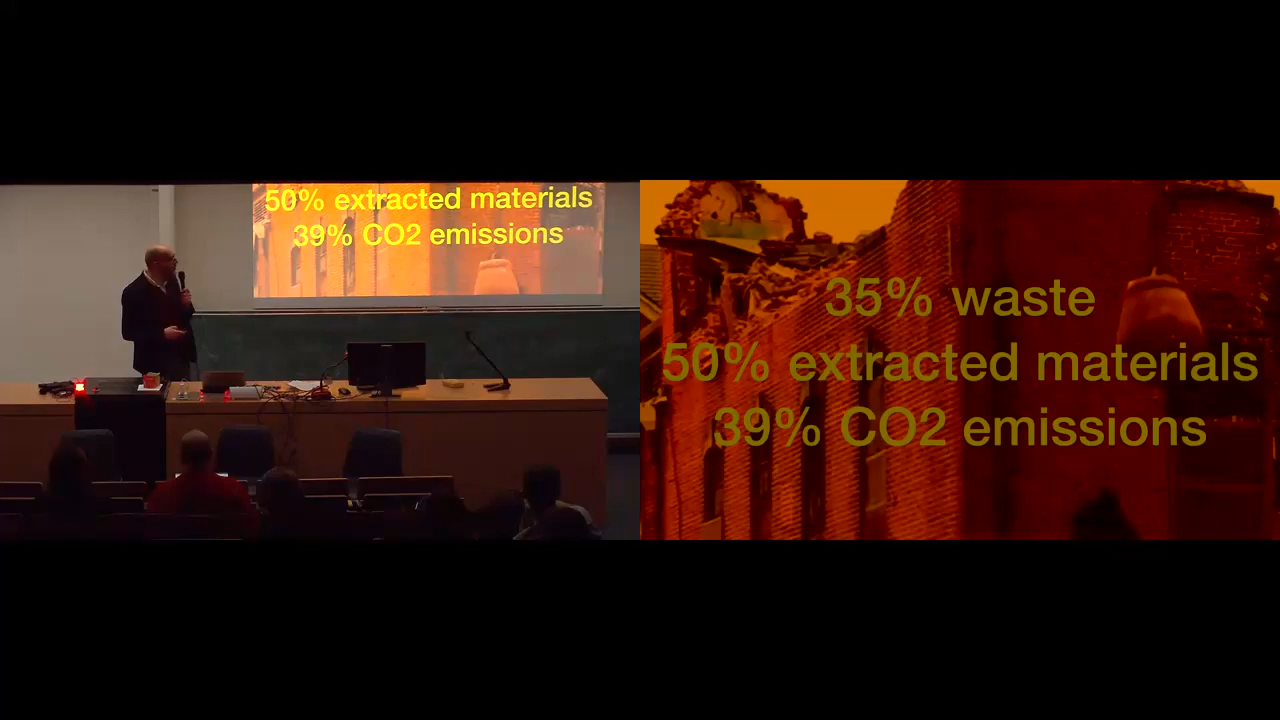 50% extracted materials
39% CO2 emissions
35% waste
50% extracted materials
39% CO2 emissions